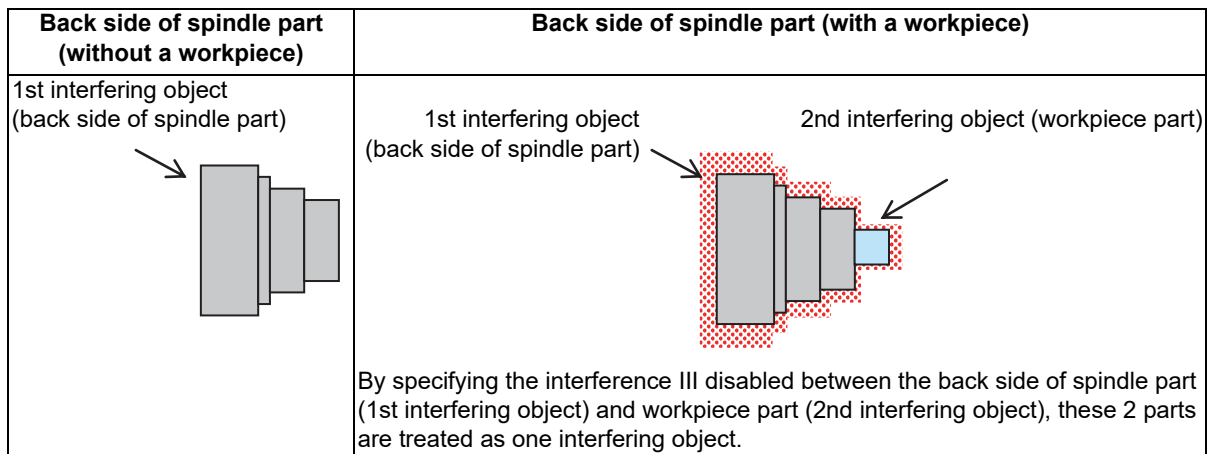 Back side of spindle part
(without a workpiece)
Back side of spindle part (with a workpiece)
1st interfering object
(back side of spindle part)
1st interfering object
(back side of spindle part)
2nd interfering object (workpiece part)
By specifying the interference III disabled between the back side of spindle part
(1st interfering object) and workpiece part (2nd interfering object), these 2 parts
are treated as one interfering object.